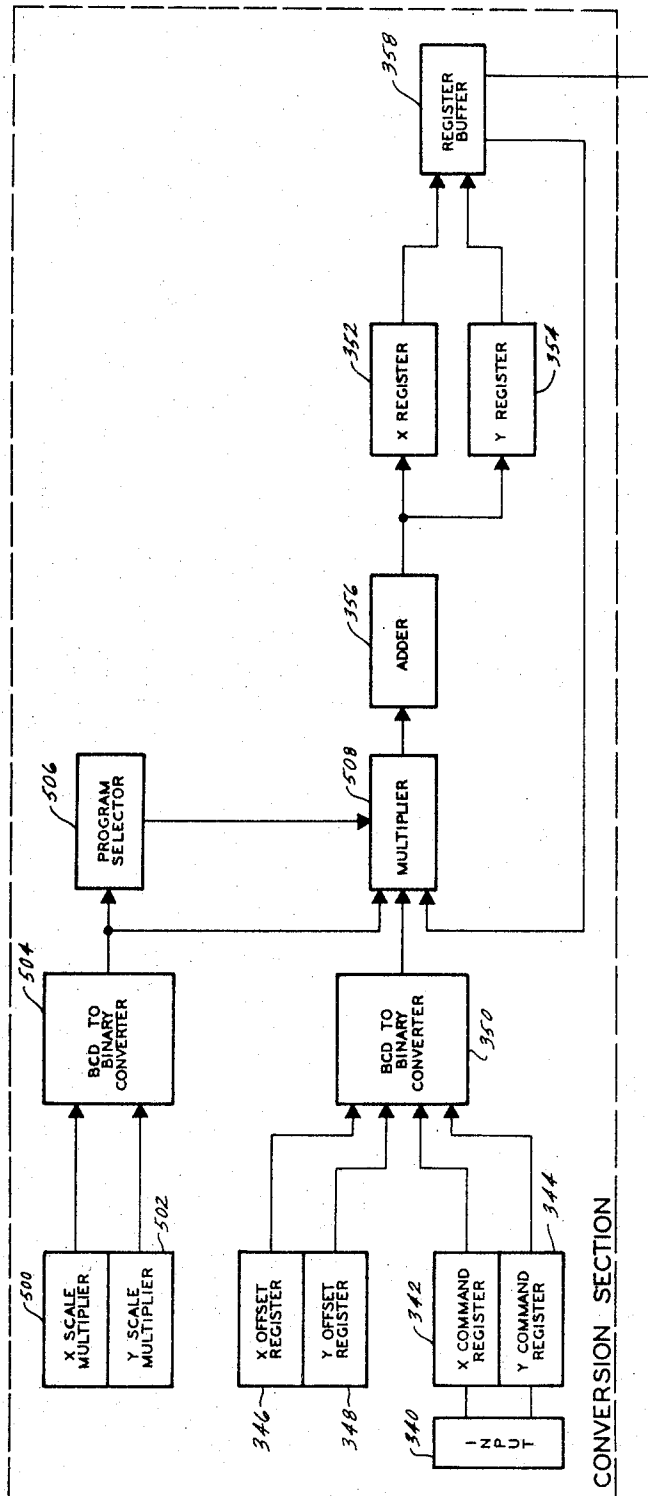 500
X SCALE
MULTIPLIER
Y SCALE
MULTIPLIER
502
504
BCD TO
BINARY
CONVERTER
506
PROGRAM
SELECTOR
346
X OFFSET
REGISTER
Y OFFSET
REGISTER
348
340
INPUT
342
X COMMAND
REGISTER
Y COMMAND
REGISTER
344
BCD TO
BINARY
CONVERTER
350
508
MULTIPLIER
356
ADDER
352
X REGISTER
Y REGISTER
354
358
REGISTER
BUFFER
CONVERSION SECTION